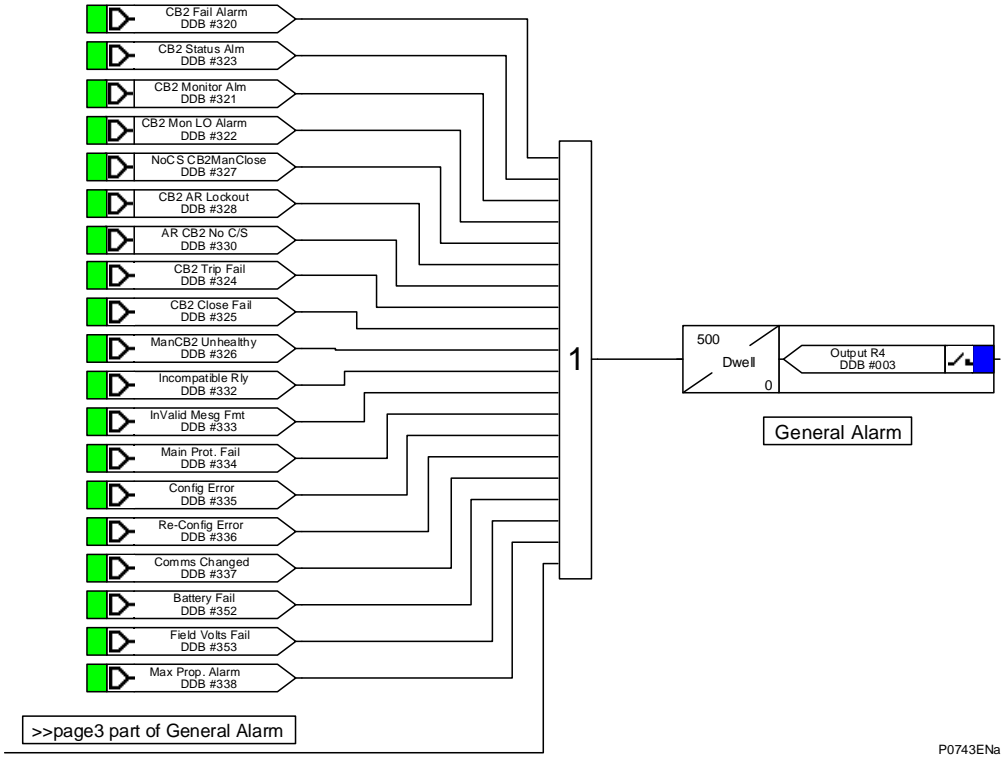 CB2 Fail Alarm
DDB #320
CB2 Status Alm
DDB #323
CB2 Monitor Alm
DDB #321
CB2 Mon LO Alarm
DDB #322
NoCS CB2ManClose
DDB #327
CB2 AR Lockout
DDB #328
AR CB2 No C/S
DDB #330
CB2 Trip Fail
DDB #324
CB2 Close Fail
DDB #325
ManCB2 Unhealthy
DDB #326
Incompatible Rly
DDB #332
InValid Mesg Fmt
DDB #333
Main Prot. Fail
DDB #334
Config Error
DDB #335
Re-Config Error
DDB #336
Comms Changed
DDB #337
Battery Fail
DDB #352
Field Volts Fail
DDB #353
Max Prop. Alarm
DDB #338
>>page3 part of General Alarm
1
500
Dwell
0
Output R4
DDB #003
General Alarm
P0743ENa